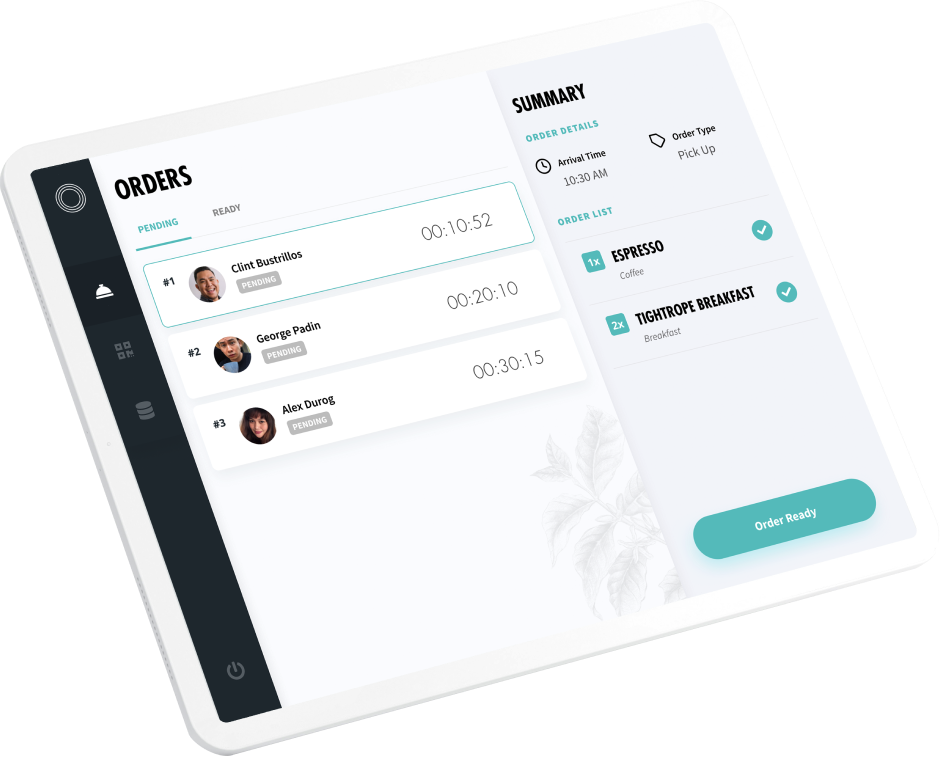 ORDERS
PENDING
READY
#1
Clint Bustrillos
PENDING
00:10:52
#2
George Padin
PENDING
00:20:10
#3
Alex Durog
PENDING
00:30:15
SUMMARY
ORDER DETAILS
Arrival Time
10:30 AM
Order Type
Pick Up
ORDER LIST
1x
ESPRESSO
Coffee
2x
TIGHTROPE BREAKFAST
Breakfast
Order Ready